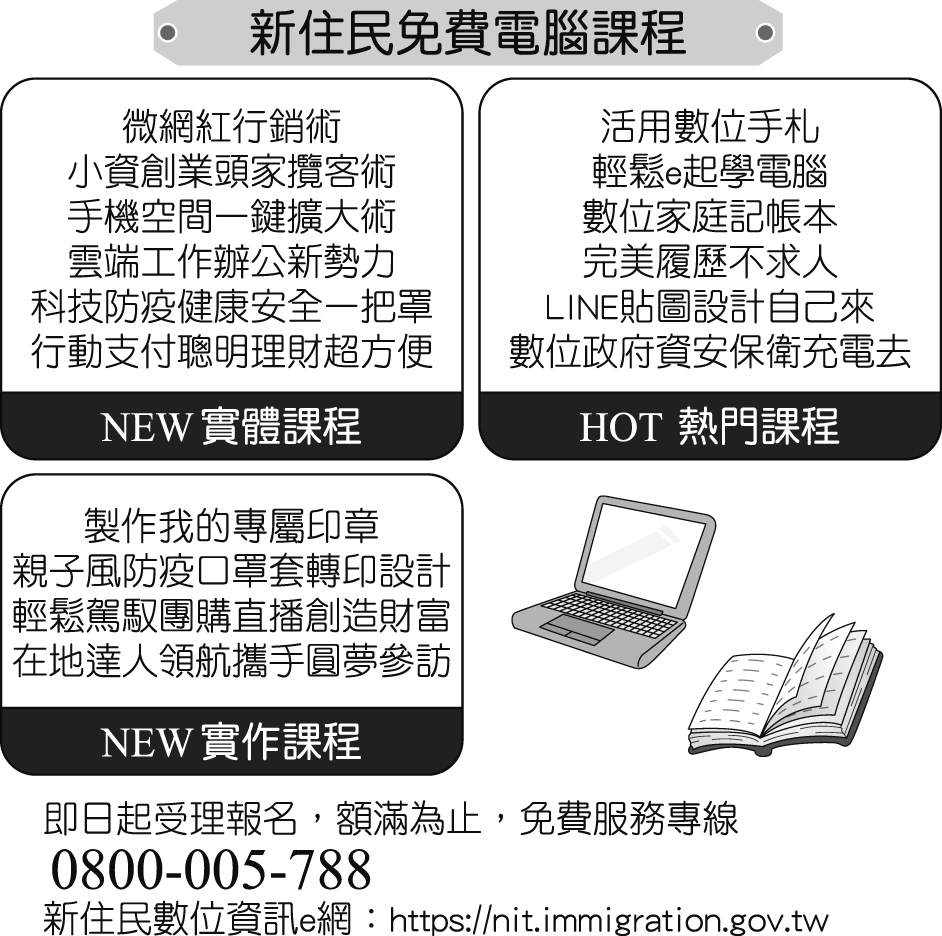 新住民免費電腦課程
微網紅行銷術
小資創業頭家攬客術
手機空間一鍵擴大術
雲端工作辦公新勢力
科技防疫健康安全一把罩
行動支付聰明理財超方便
NEW 實體課程
活用數位手札
輕鬆e起學電腦
數位家庭記帳本
完美履歷不求人
LINE貼圖設計自己來
數位政府資安保衛充電去
HOT 熱門課程
製作我的專屬印章
親子風防疫口罩套轉印設計
輕鬆駕馭團購直播創造財富
在地達人領航攜手圓夢參訪
NEW 實作課程
即日起受理報名，額滿為止，免費服務專線
0800-005-788
新住民數位資訊e網：https://nit.immigration.gov.tw